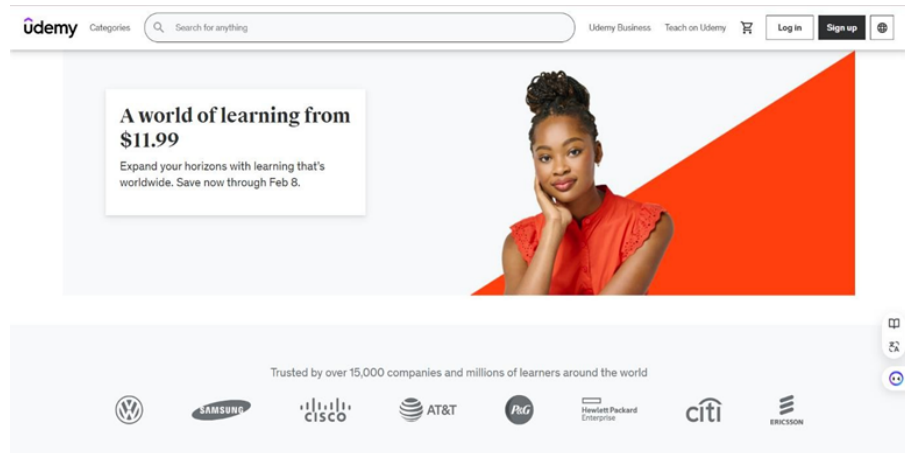 ûdemy Categories Search for anything Udemy Business Teach on Udemy Log in Sign up
A world of learning from
$11.99
Expand your horizons with learning that's
worldwide. Save now through Feb 8.
Trusted by over 15,000 companies and millions of learners around the world
SAMSUNG CISCO AT&T P&G Hewlett Packard
Enterprise citi ERICSSON